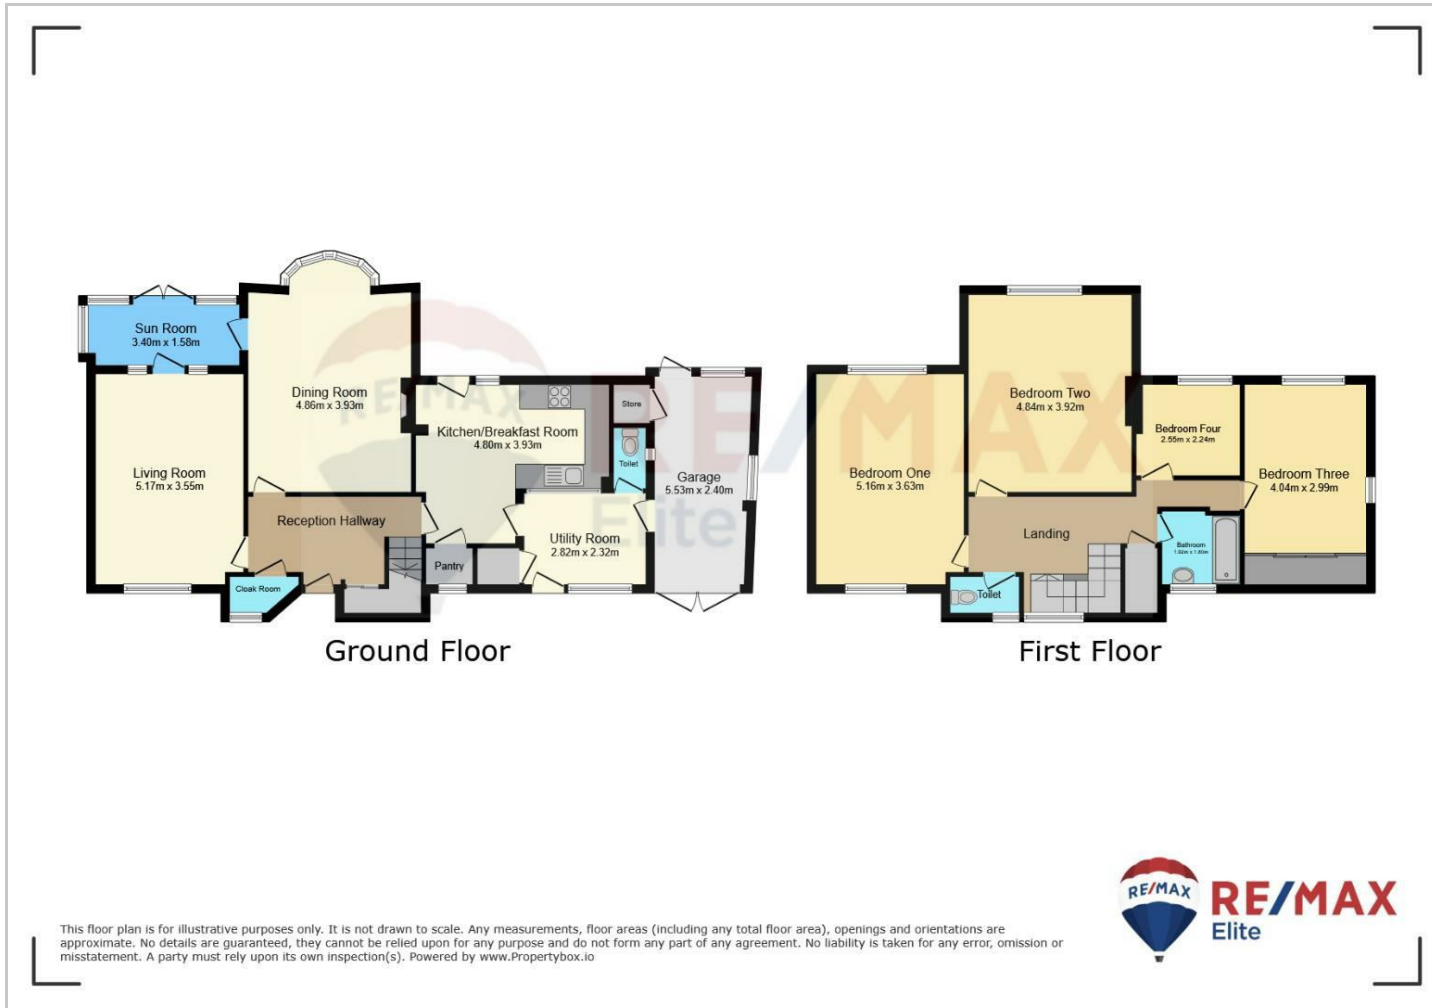 Sun Room
3.40m x 1.58m
Dining Room
4.86m x 3.93m
Living Room
5.17m x 3.55m
Kitchen/Breakfast Room
4.80m x 3.93m
Store
Toilet
Garage
5.53m x 2.40m
Reception Hallway
Utility Room
2.82m x 2.32m
Pantry
Cloak Room
Ground Floor
Bedroom Two
4.84m x 3.92m
Bedroom One
5.16m x 3.63m
Bedroom Four
2.55m x 2.24m
Bedroom Three
4.04m x 2.99m
Landing
Bathroom
Toilet
First Floor
RE/MAX
RE/MAX
Elite
RE/MAX
RE/MAX
Elite
This floor plan is for illustrative purposes only. It is not drawn to scale. Any measurements, floor areas (including any total floor area), openings and orientations are
approximate. No details are guaranteed, they cannot be relied upon for any purpose and do not form any part of any agreement. No liability is taken for any error, omission or
misstatement. A party must rely upon its own inspection(s). Powered by www.Propertybox.io